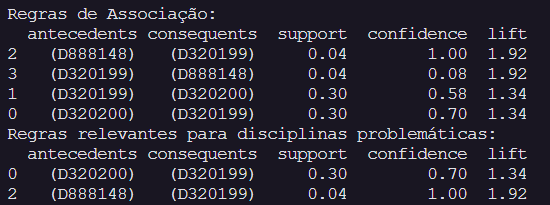 Regras de Associação:
antecedents consequents support confidence lift
2 (D888148) (D320199) 0.04 1.00 1.92
3 (D320199) (D888148) 0.04 0.08 1.92
1 (D320199) (D320200) 0.30 0.58 1.34
0 (D320200) (D320199) 0.30 0.70 1.34
Regras relevantes para disciplinas problemáticas:
antecedents consequents support confidence lift
0 (D320200) (D320199) 0.30 0.70 1.34
2 (D888148) (D320199) 0.04 1.00 1.92